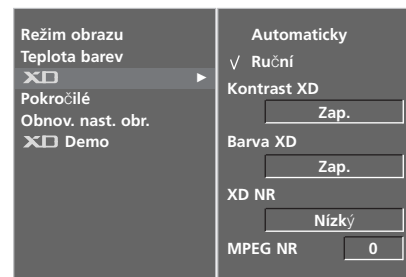 Režim obrazu
Teplota barev
XD
Pokročilé
Obnov. nast. obr.
XD Demo
Automaticky
√ Ruční
Kontrast XD
Zap.
Barva XD
Zap.
XD NR
Nízký
MPEG NR 0